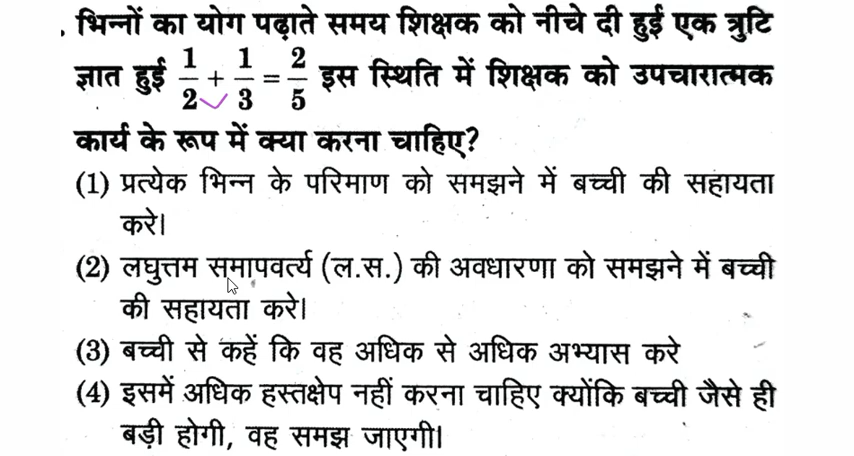 . भिन्नों का योग पढ़ाते समय शिक्षक को नीचे दी हुई एक त्रुटि
ज्ञात हुई 1/2 + 1/3 = 2/5 इस स्थिति में शिक्षक को उपचारात्मक
कार्य के रूप में क्या करना चाहिए?
(1) प्रत्येक भिन्न के परिमाण को समझने में बच्ची की सहायता
करे।
(2) लघुत्तम समापवर्त्य (ल.स.) की अवधारणा को समझने में बच्ची
की सहायता करे।
(3) बच्ची से कहें कि वह अधिक से अधिक अभ्यास करे
(4) इसमें अधिक हस्तक्षेप नहीं करना चाहिए क्योंकि बच्ची जैसे ही
बड़ी होगी, वह समझ जाएगी।